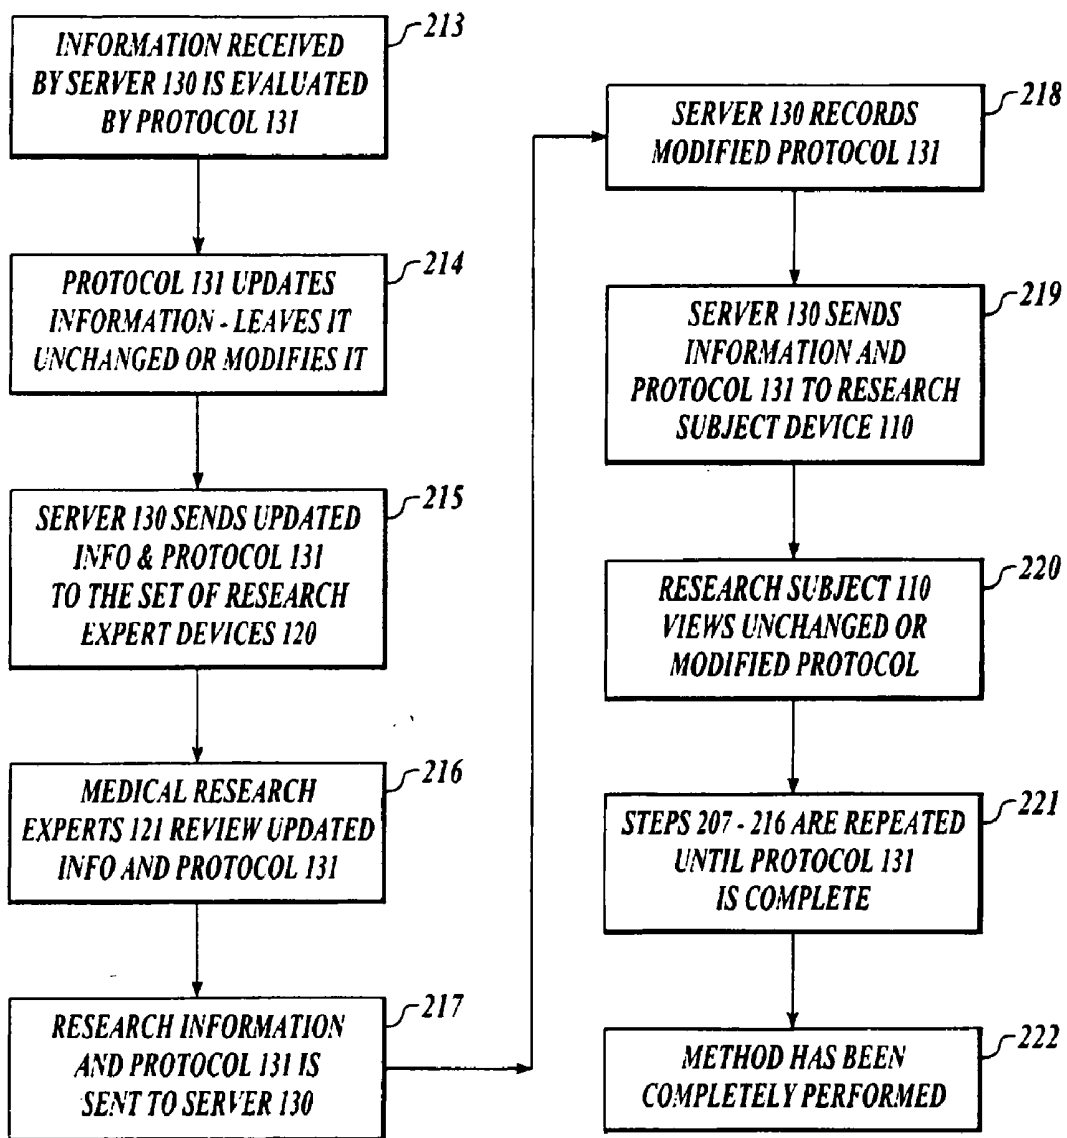 213
INFORMATION RECEIVED
BY SERVER 130 IS EVALUATED
BY PROTOCOL 131
214
PROTOCOL 131 UPDATES
INFORMATION - LEAVES IT
UNCHANGED OR MODIFIES IT
215
SERVER 130 SENDS UPDATED
INFO & PROTOCOL 131
TO THE SET OF RESEARCH
EXPERT DEVICES 120
216
MEDICAL RESEARCH
EXPERTS 121 REVIEW UPDATED
INFO AND PROTOCOL 131
217
RESEARCH INFORMATION
AND PROTOCOL 131 IS
SENT TO SERVER 130
218
SERVER 130 RECORDS
MODIFIED PROTOCOL 131
219
SERVER 130 SENDS
INFORMATION AND
PROTOCOL 131 TO RESEARCH
SUBJECT DEVICE 110
220
RESEARCH SUBJECT 110
VIEWS UNCHANGED OR
MODIFIED PROTOCOL
221
STEPS 207 - 216 ARE REPEATED
UNTIL PROTOCOL 131
IS COMPLETE
222
METHOD HAS BEEN
COMPLETELY PERFORMED